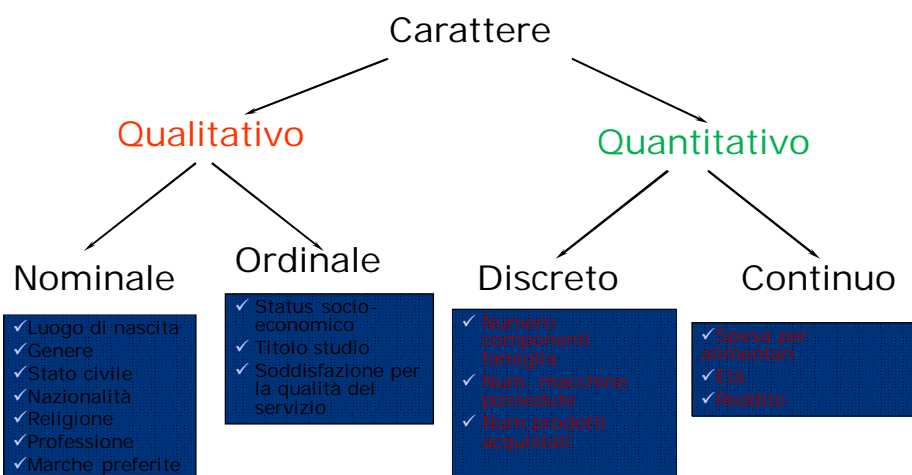 Carattere
Qualitativo
Quantitativo
Nominale
Ordinale
Discreto
Continuo
✓Luogo di nascita
✓Genere
✓Stato civile
✓Nazionalità
✓Religione
✓Professione
✓Marche preferite
✓ Status socio-
economico
✓ Titolo studio
✓ Soddisfazione per
la qualità del
servizio
✓ Numero
componenti
famiglia
✓ Num. macchine
possedute
✓ Num.prodotti
acquistati
✓Spesa per
alimentari
✓Età
✓Reddito